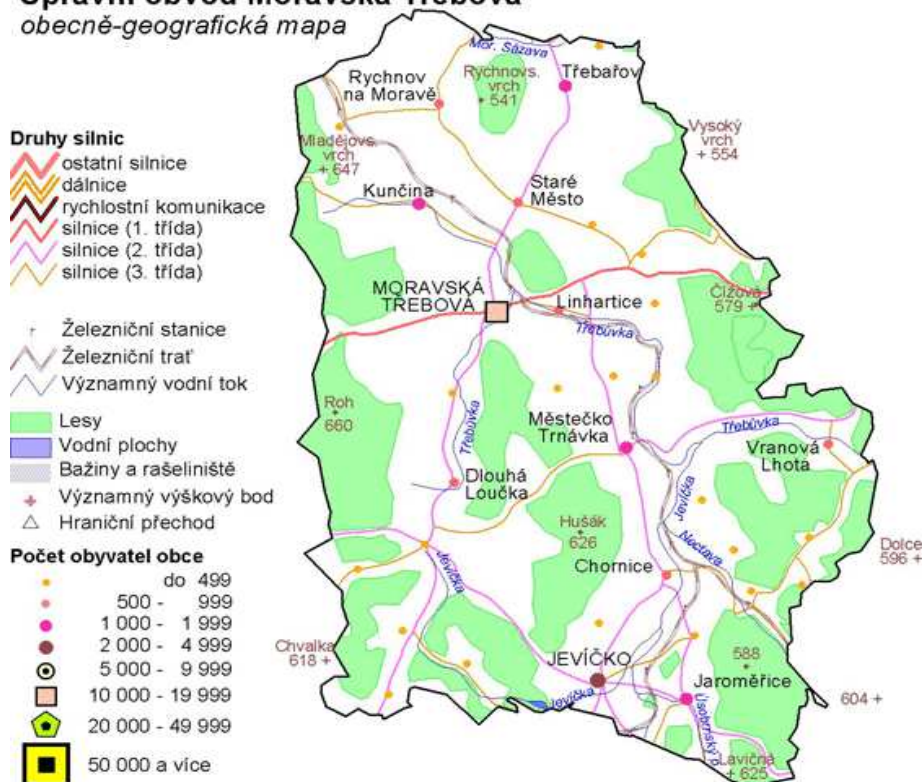 Správní obvod Moravská Třebová
obecně-geografická mapa
Druhy silnic
ostatní silnice
dálnice
rychlostní komunikace
silnice (1. třída)
silnice (2. třída)
silnice (3. třída)
Železniční stanice
Železniční trať
Významný vodní tok
Lesy
Vodní plochy
Bažiny a rašeliniště
Významný výškový bod
Hraniční přechod
Počet obyvatel obce
do 499
500 - 999
1 000 - 1 999
2 000 - 4 999
5 000 - 9 999
10 000 - 19 999
20 000 - 49 999
50 000 a více
Mor. Sázava
Rychnov
na Moravě
Rychnovs.
vrch
541
Třebařov
Vysoký
vrch
+ 554
Mladějovs.
vrch
+ 647
Kunčina
Staré
Město
MORAVSKÁ
TŘEBOVÁ
Linhartice
Třebůvka
Čížová
579 +
Roh
660
Třebůvka
Městečko
Trnávka
Třebůvka
Vranová
Lhota
Dlouhá
Loučka
Jevíčka
Hušák
626
Nectava
Dolce
596 +
Jevíčka
Chornice
Chvalka
618 +
JEVÍČKO
588
Jevíčka
Jaroměřice
604 +
Úsobrnský p.
Lavičná
+ 625